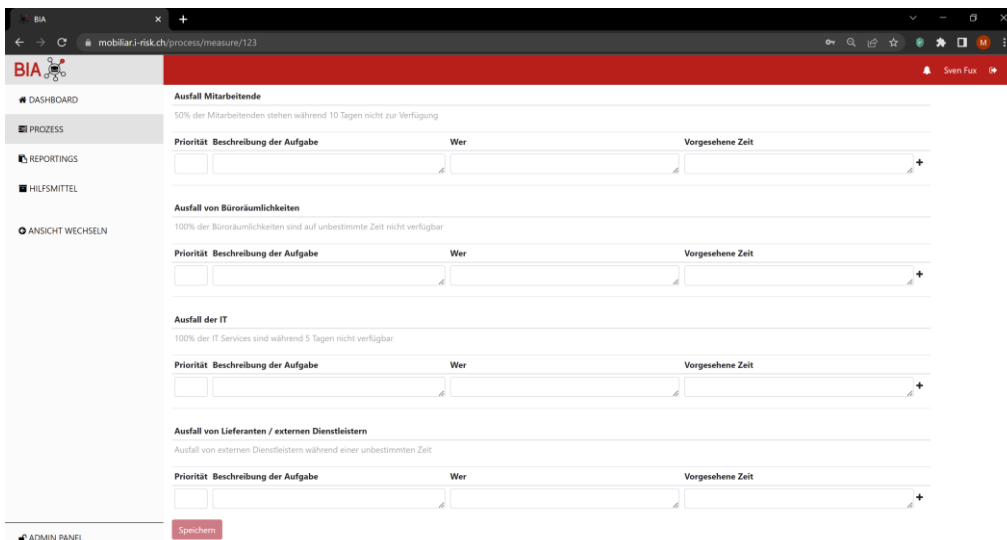 BIA
mobiliar.i-risk.ch/process/measure/123
M
BIA
Sven Fux
DASHBOARD
PROZESS
REPORTINGS
HILFSMITTEL
ANSICHT WECHSELN
ADMIN PANEL
Ausfall Mitarbeitende
50% der Mitarbeitenden stehen während 10 Tagen nicht zur Verfügung
Priorität Beschreibung der Aufgabe Wer Vorgesehene Zeit
Ausfall von Büroräumlichkeiten
100% der Büroräumlichkeiten sind auf unbestimmte Zeit nicht verfügbar
Priorität Beschreibung der Aufgabe Wer Vorgesehene Zeit
Ausfall der IT
100% der IT Services sind während 5 Tagen nicht verfügbar
Priorität Beschreibung der Aufgabe Wer Vorgesehene Zeit
Ausfall von Lieferanten / externen Dienstleistern
Ausfall von externen Dienstleistern während einer unbestimmten Zeit
Priorität Beschreibung der Aufgabe Wer Vorgesehene Zeit
Speichern